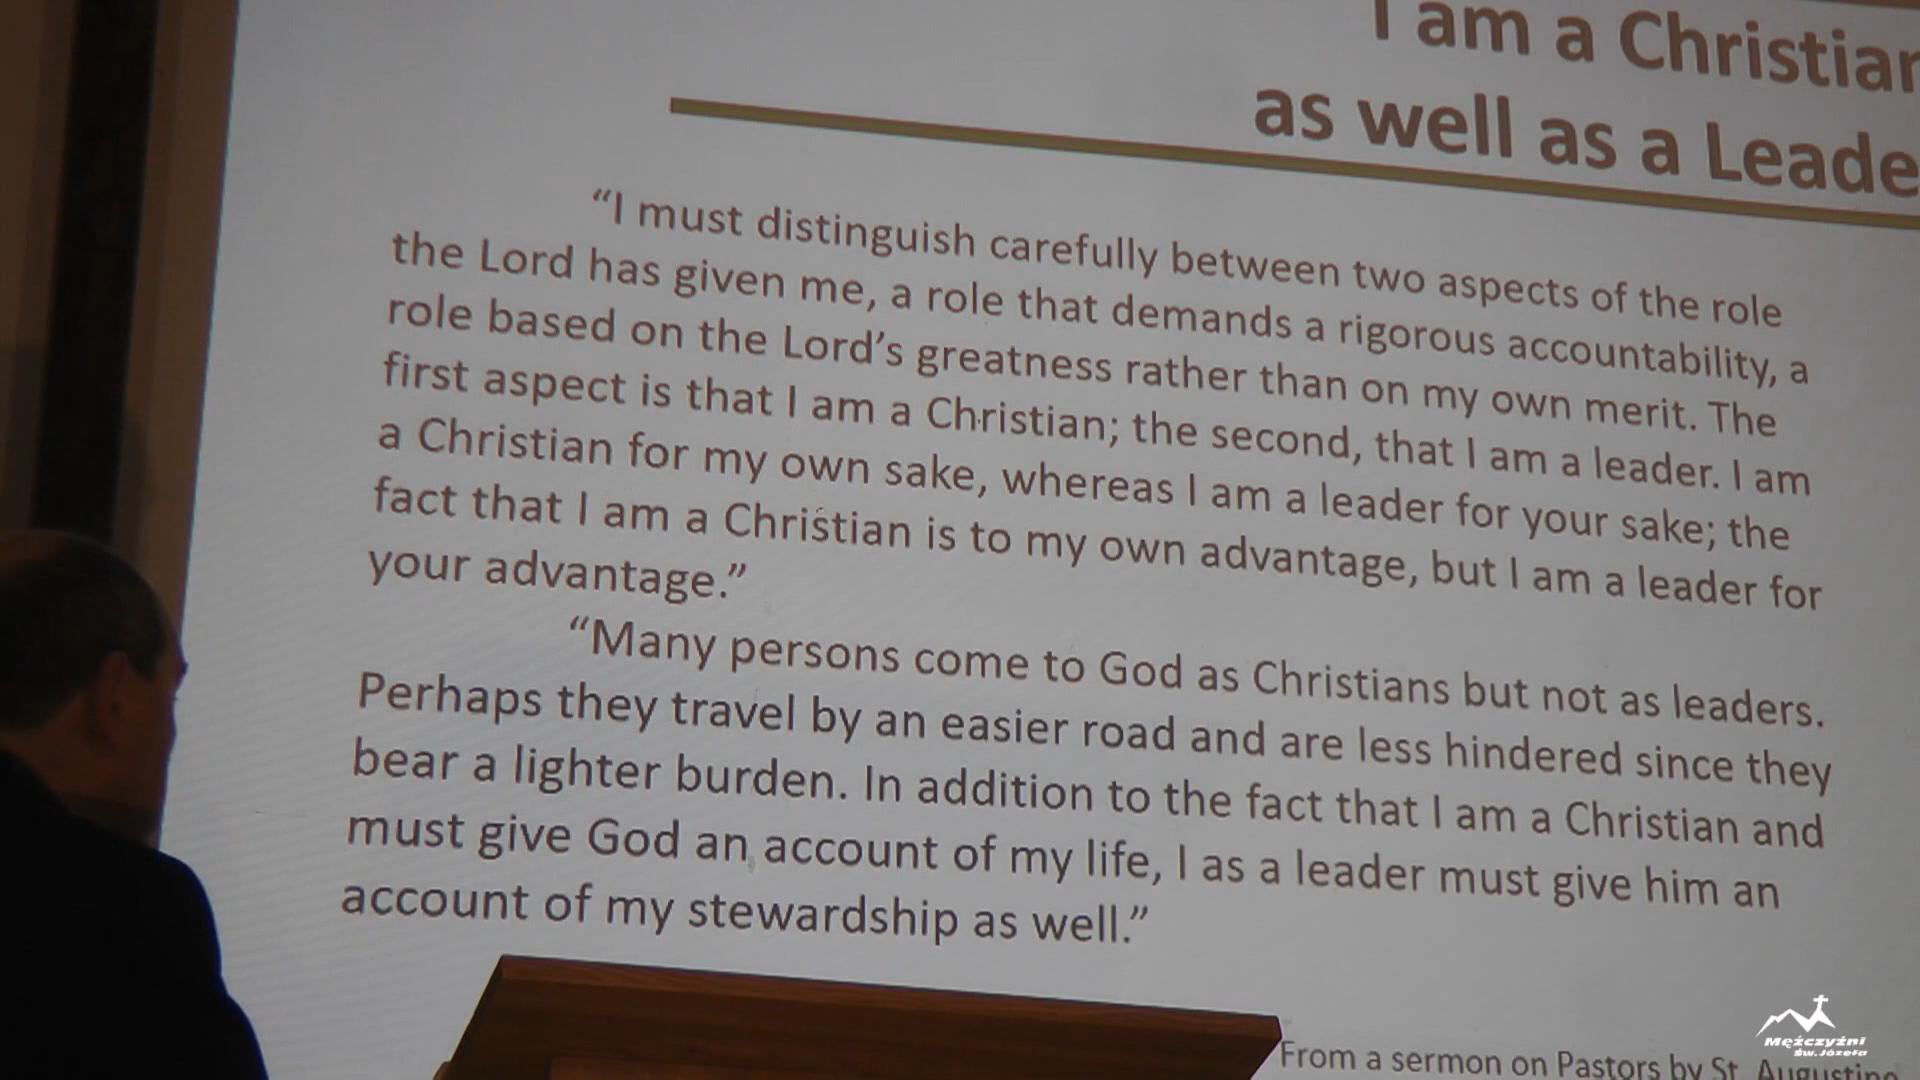 I am a Christian
as well as a Leade
“I must distinguish carefully between two aspects of the role
the Lord has given me, a role that demands a rigorous accountability, a
role based on the Lord’s greatness rather than on my own merit. The
first aspect is that I am a Christian; the second, that I am a leader. I am
a Christian for my own sake, whereas I am a leader for your sake; the
fact that I am a Christian is to my own advantage, but I am a leader for
your advantage.”
“Many persons come to God as Christians but not as leaders.
Perhaps they travel by an easier road and are less hindered since they
bear a lighter burden. In addition to the fact that I am a Christian and
must give God an account of my life, I as a leader must give him an
account of my stewardship as well.”
From a sermon on Pastors by St. Augustine
Mężczyźni
Św.Józefa